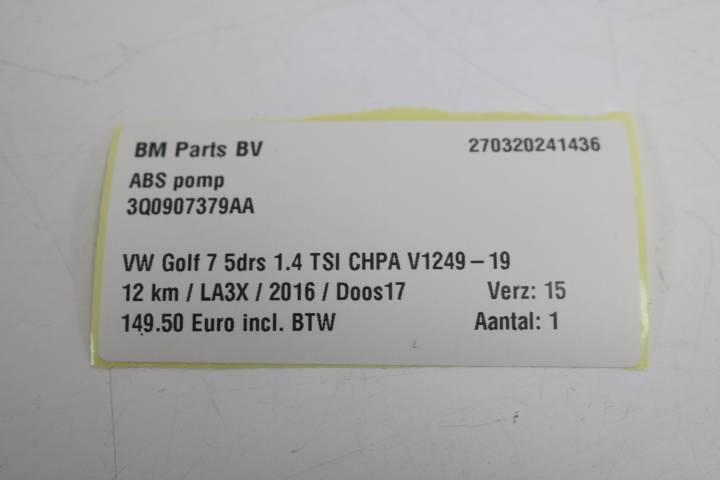 BM Parts BV 270320241436
ABS pomp
3Q0907379AA
VW Golf 7 5drs 1.4 TSI CHPA V1249-19
12 km / LA3X / 2016 / Doos17 Verz: 15
149.50 Euro incl. BTW Aantal: 1